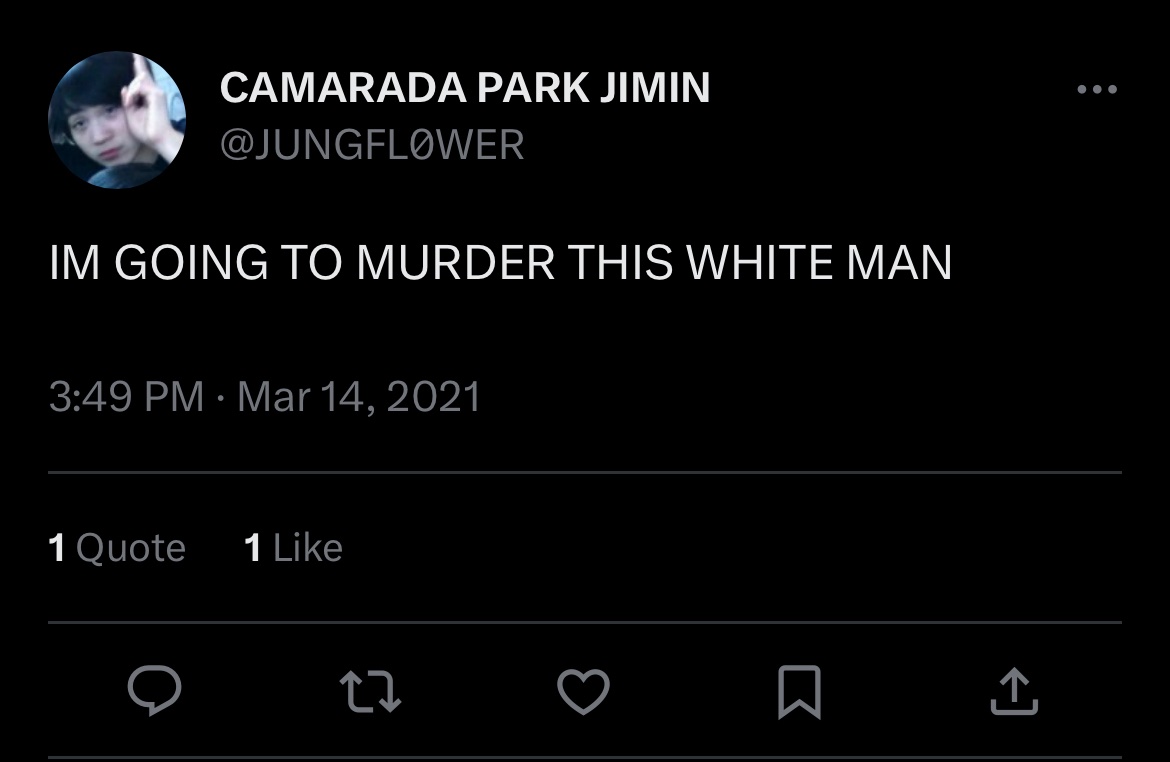 CAMARADA PARK JIMIN
@JUNGFL0WER
IM GOING TO MURDER THIS WHITE MAN
3:49 PM · Mar 14, 2021
1 Quote 1 Like